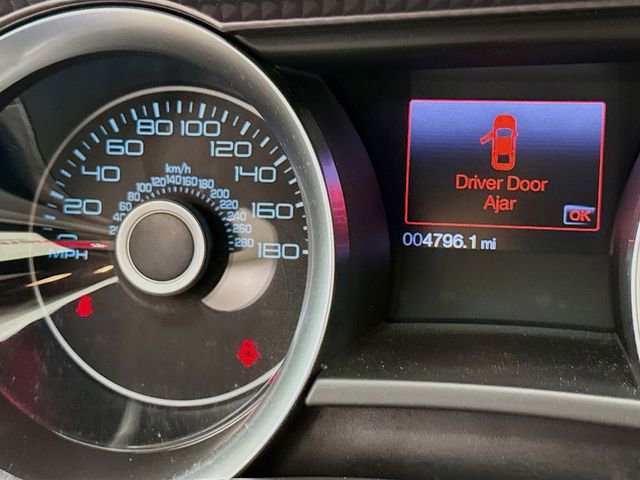 80 100
60 120
40 140
20 160
0 180
MPH
km/h
120 140 160
100 180
80 200
60 220
40 240
260
280
Driver Door
Ajar
OK
004796.1 mi